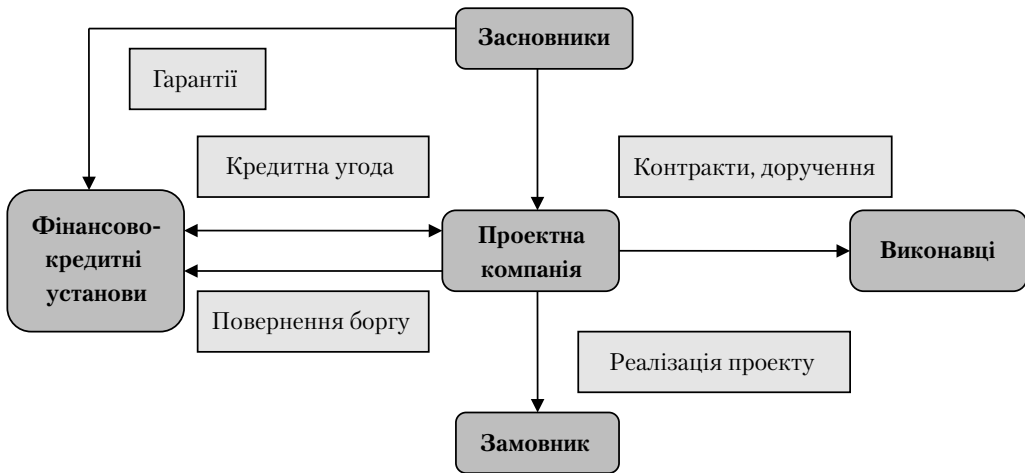 Засновники
Гарантії
Кредитна угода
Контракти, доручення
Фінансово-
кредитні
установи
Проектна
компанія
Виконавці
Повернення боргу
Реалізація проекту
Замовник